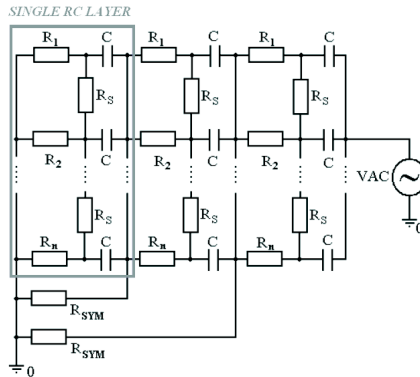 SINGLE RC LAYER
R1 C R1 C R1 C
RS RS RS
R2 C R2 C R2 C
VAC
RS RS RS
0
Rn C Rn C Rn C
RSYM
RSYM
0